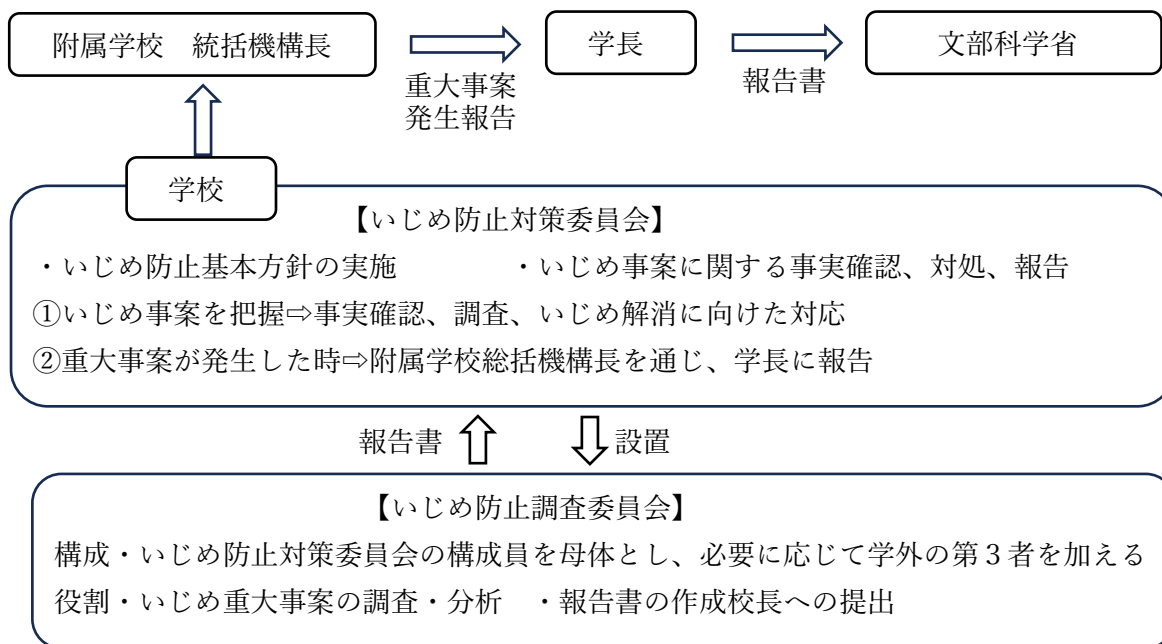 附属学校　統括機構長
学長
文部科学省
重大事案
発生報告
報告書
学校
【いじめ防止対策委員会】
・いじめ防止基本方針の実施　　　　・いじめ事案に関する事実確認、対処、報告
①いじめ事案を把握⇨事実確認、調査、いじめ解消に向けた対応
②重大事案が発生した時⇨附属学校総括機構長を通じ、学長に報告
報告書
設置
【いじめ防止調査委員会】
構成・いじめ防止対策委員会の構成員を母体とし、必要に応じて学外の第３者を加える
役割・いじめ重大事案の調査・分析　・報告書の作成校長への提出